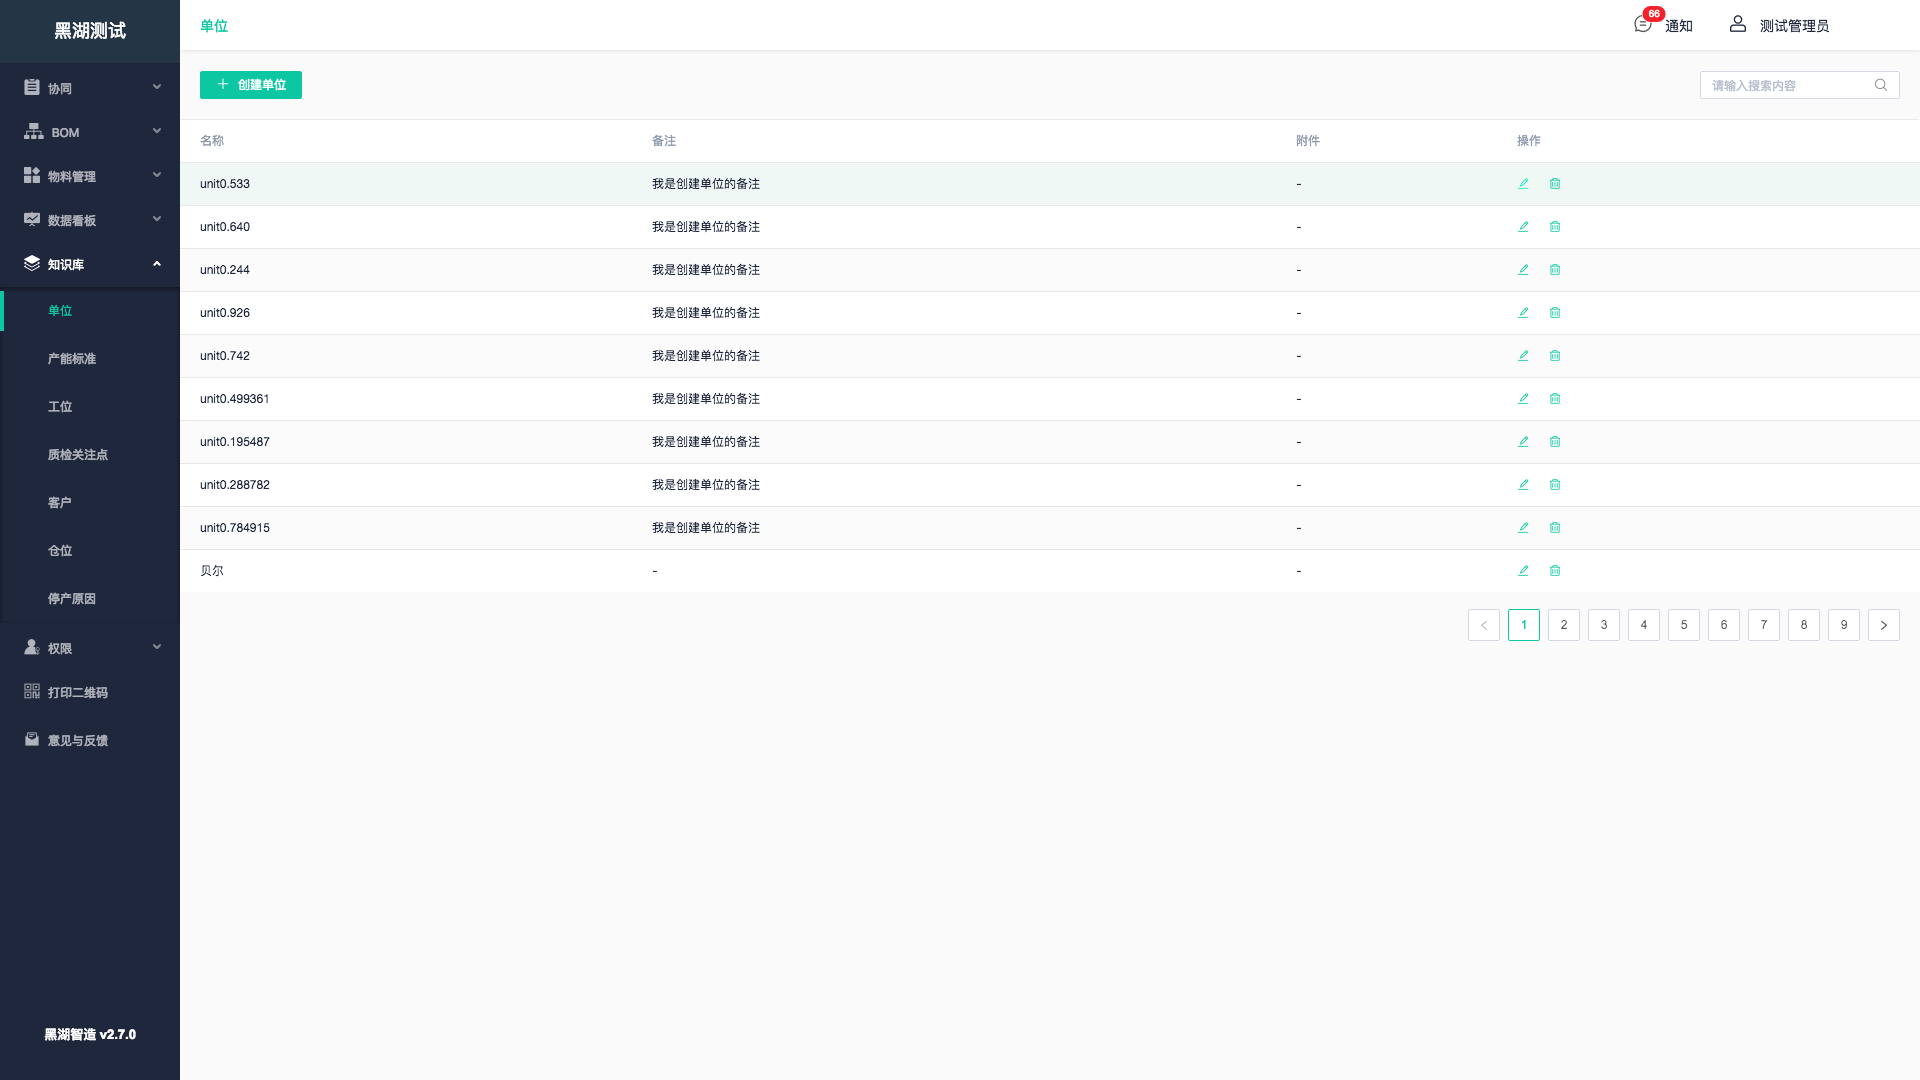 黑湖测试
协同
BOM
物料管理
数据看板
知识库
单位
产能标准
工位
质检关注点
客户
仓位
停产原因
权限
打印二维码
意见与反馈
黑湖智造 v2.7.0
单位
66
通知
测试管理员
创建单位
请输入搜索内容
名称 备注 附件 操作
unit0.533 我是创建单位的备注 -
unit0.640 我是创建单位的备注 -
unit0.244 我是创建单位的备注 -
unit0.926 我是创建单位的备注 -
unit0.742 我是创建单位的备注 -
unit0.499361 我是创建单位的备注 -
unit0.195487 我是创建单位的备注 -
unit0.288782 我是创建单位的备注 -
unit0.784915 我是创建单位的备注 -
贝尔 - -
1 2 3 4 5 6 7 8 9